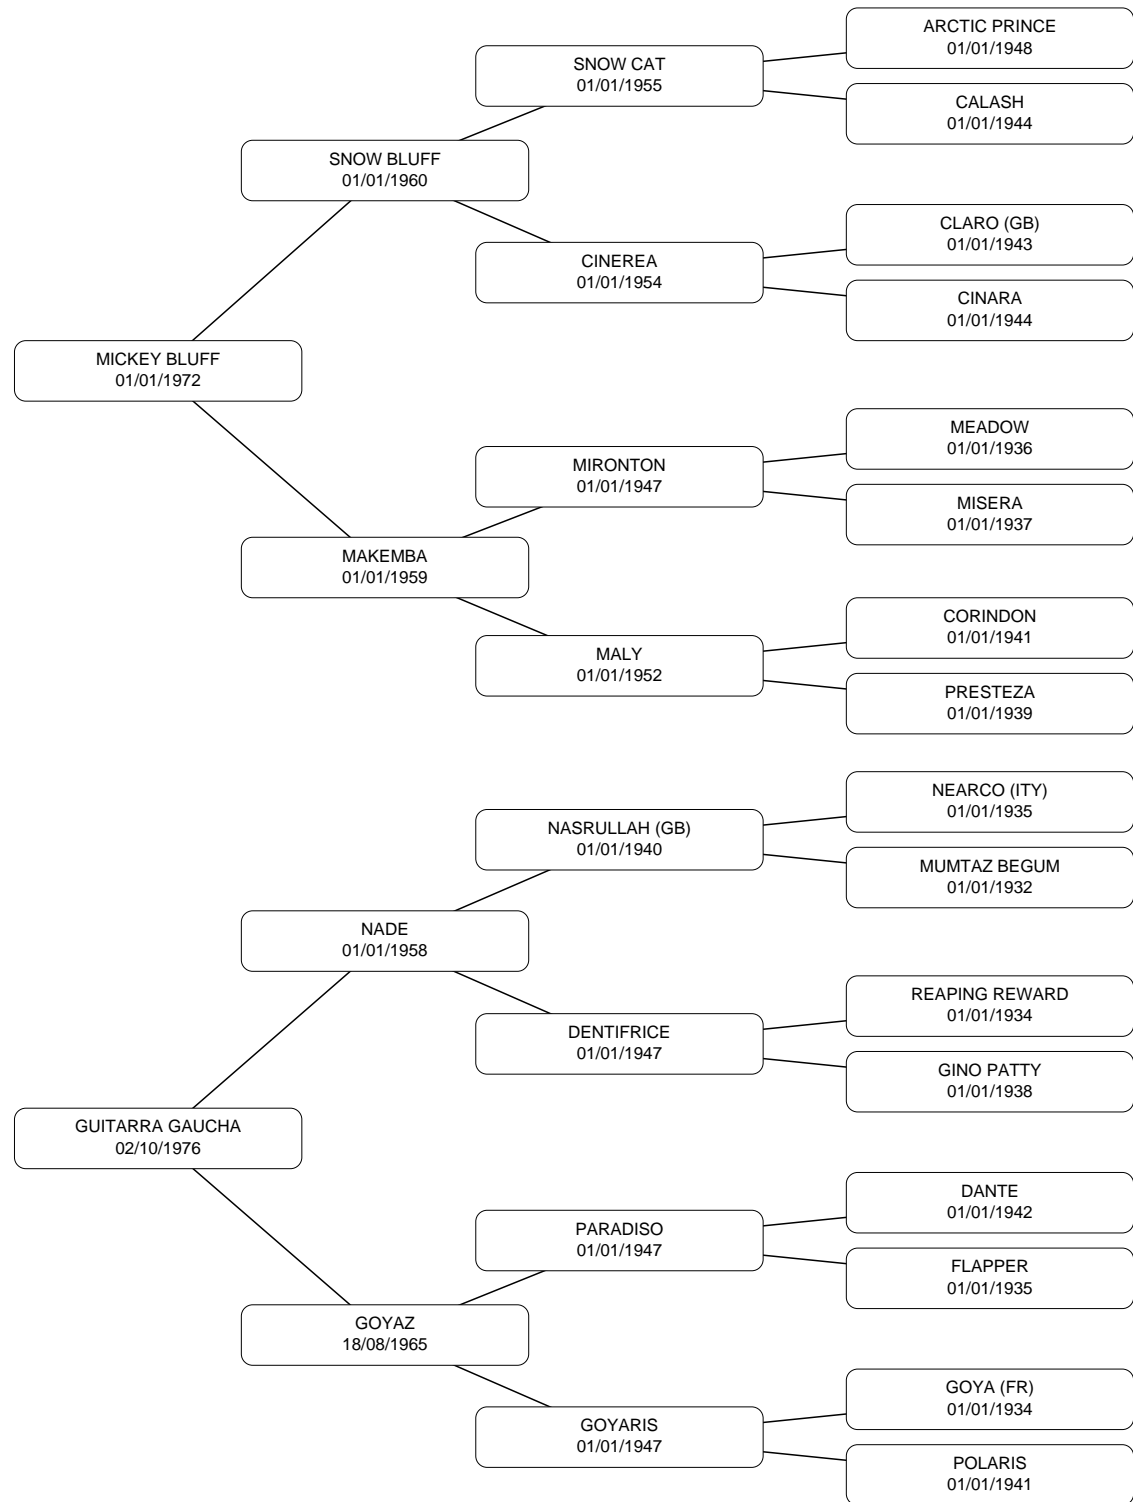 ARCTIC PRINCE
01/01/1948
SNOW CAT
01/01/1955
CALASH
01/01/1944
SNOW BLUFF
01/01/1960
CLARO (GB)
01/01/1943
CINEREA
01/01/1954
CINARA
01/01/1944
MICKEY BLUFF
01/01/1972
MEADOW
01/01/1936
MIRONTON
01/01/1947
MISERA
01/01/1937
MAKEMBA
01/01/1959
CORINDON
01/01/1941
MALY
01/01/1952
PRESTEZA
01/01/1939
NEARCO (ITY)
01/01/1935
NASRULLAH (GB)
01/01/1940
MUMTAZ BEGUM
01/01/1932
NADE
01/01/1958
REAPING REWARD
01/01/1934
DENTIFRICE
01/01/1947
GINO PATTY
01/01/1938
GUITARRA GAUCHA
02/10/1976
DANTE
01/01/1942
PARADISO
01/01/1947
FLAPPER
01/01/1935
GOYAZ
18/08/1965
GOYA (FR)
01/01/1934
GOYARIS
01/01/1947
POLARIS
01/01/1941